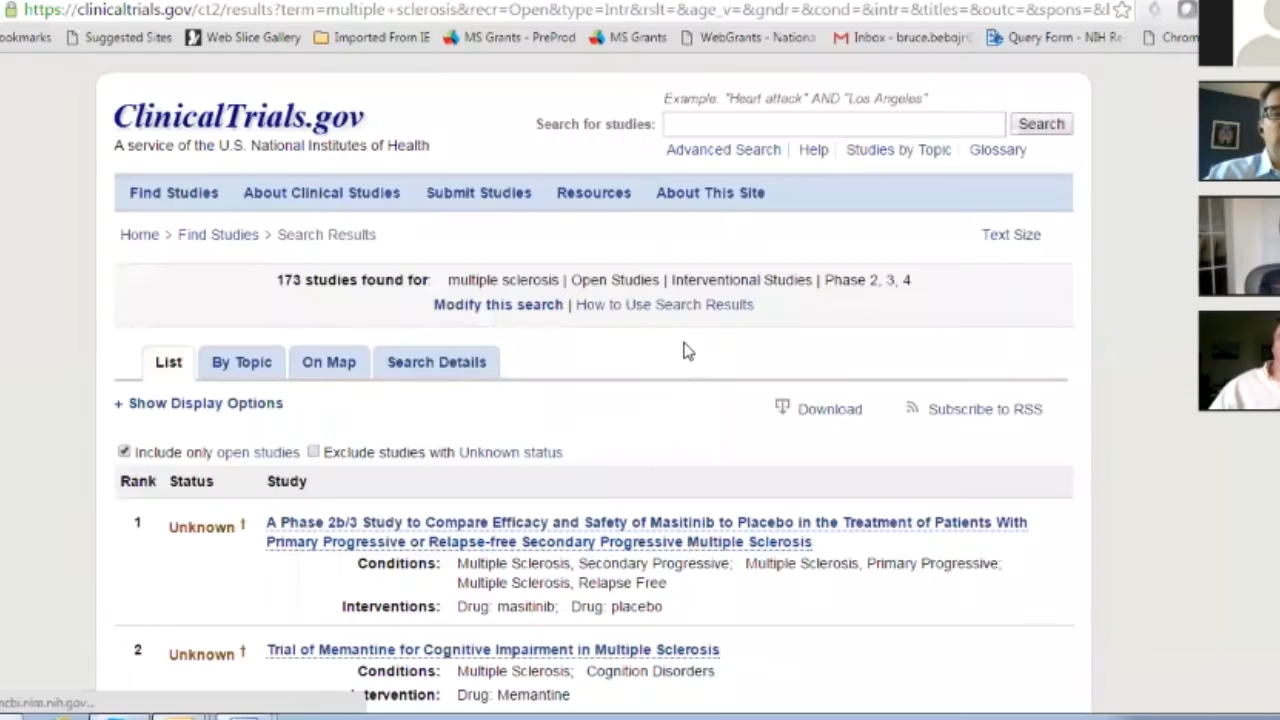 https://clinicaltrials.gov/ct2/results?term=multiple+sclerosis&recr=Open&type=Intr&rslt=&age_v=&gndr=&cond=&intr=&titles=&outc=&spons=&
ookmarks Suggested Sites Web Slice Gallery Imported From IE MS Grants - PreProd MS Grants WebGrants - Nationa Inbox - Query Form - NIH Re Chrom
Example: "Heart attack" AND "Los Angeles"
ClinicalTrials.gov
Search for studies: Search
A service of the U.S. National Institutes of Health
Advanced Search Help Studies by Topic Glossary
Find Studies About Clinical Studies Submit Studies Resources About This Site
Home > Find Studies > Search Results Text Size
173 studies found for: multiple sclerosis | Open Studies | Interventional Studies | Phase 2, 3, 4
Modify this search | How to Use Search Results
List By Topic On Map Search Details
+ Show Display Options Download Subscribe to RSS
Include only open studies Exclude studies with Unknown status
Rank Status Study
1 Unknown † A Phase 2b/3 Study to Compare Efficacy and Safety of Masitinib to Placebo in the Treatment of Patients With
Primary Progressive or Relapse-free Secondary Progressive Multiple Sclerosis
Conditions: Multiple Sclerosis, Secondary Progressive; Multiple Sclerosis, Primary Progressive;
Multiple Sclerosis, Relapse Free
Interventions: Drug: masitinib; Drug: placebo
2 Unknown † Trial of Memantine for Cognitive Impairment in Multiple Sclerosis
Conditions: Multiple Sclerosis; Cognition Disorders
tervention: Drug: Memantine
ncbi.nlm.nih.gov...